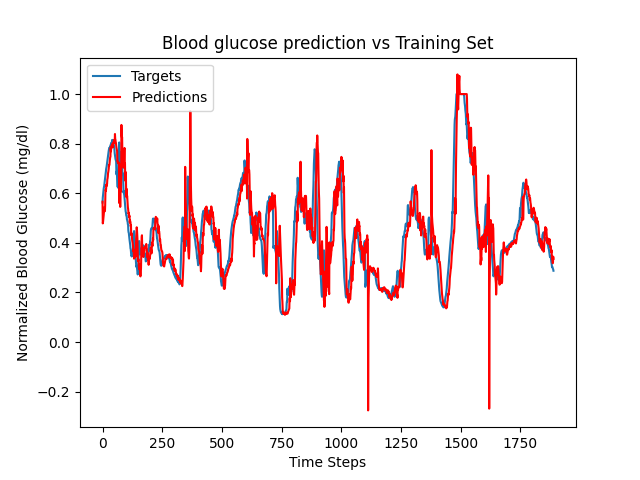 Blood glucose prediction vs Training Set
Targets
Predictions
Normalized Blood Glucose (mg/dl)
1.0
0.8
0.6
0.4
0.2
0.0
−0.2
0 250 500 750 1000 1250 1500 1750
Time Steps